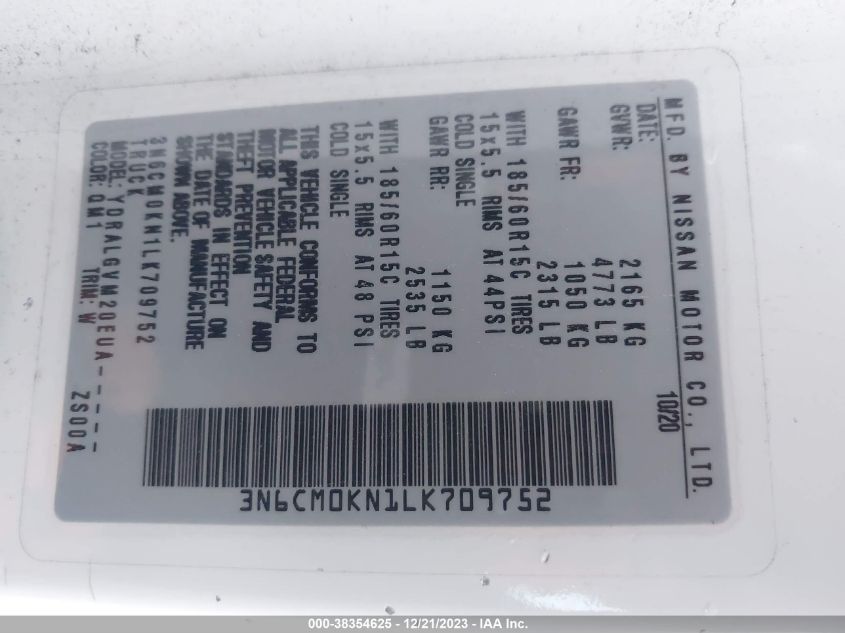 MFD. BY NISSAN MOTOR CO., LTD.
DATE: 10/20
GVWR: 2165 KG
4773 LB
GAWR FR: 1050 KG
2315 LB
WITH 185/60R15C TIRES
15x5.5 RIMS AT 44PSI
COLD SINGLE
GAWR RR: 1150 KG
2535 LB
WITH 185/60R15C TIRES
15x5.5 RIMS AT 48 PSI
COLD SINGLE
THIS VEHICLE CONFORMS TO
ALL APPLICABLE FEDERAL
MOTOR VEHICLE SAFETY AND
THEFT PREVENTION
STANDARDS IN EFFECT ON
THE DATE OF MANUFACTURE
SHOWN ABOVE.
3N6CM0KN1LK709752
TRUCK
MODEL: YDRALGVM20EUA-----
COLOR: QM1 TRIM: W ZS00A
3N6CM0KN1LK709752
000-38354625 - 12/21/2023 - IAA Inc.